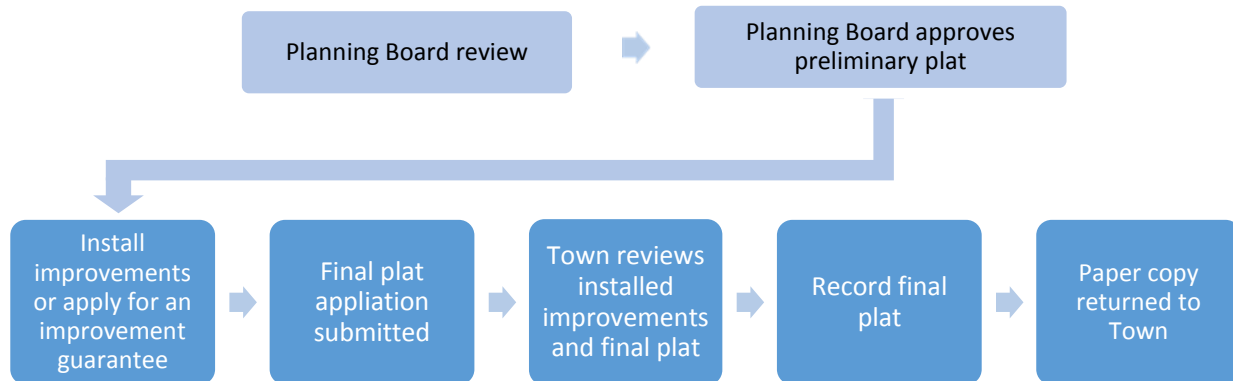 Planning Board review
Planning Board approves
preliminary plat
Install
improvements
or apply for an
improvement
guarantee
Final plat
appliation
submitted
Town reviews
installed
improvements
and final plat
Record final
plat
Paper copy
returned to
Town